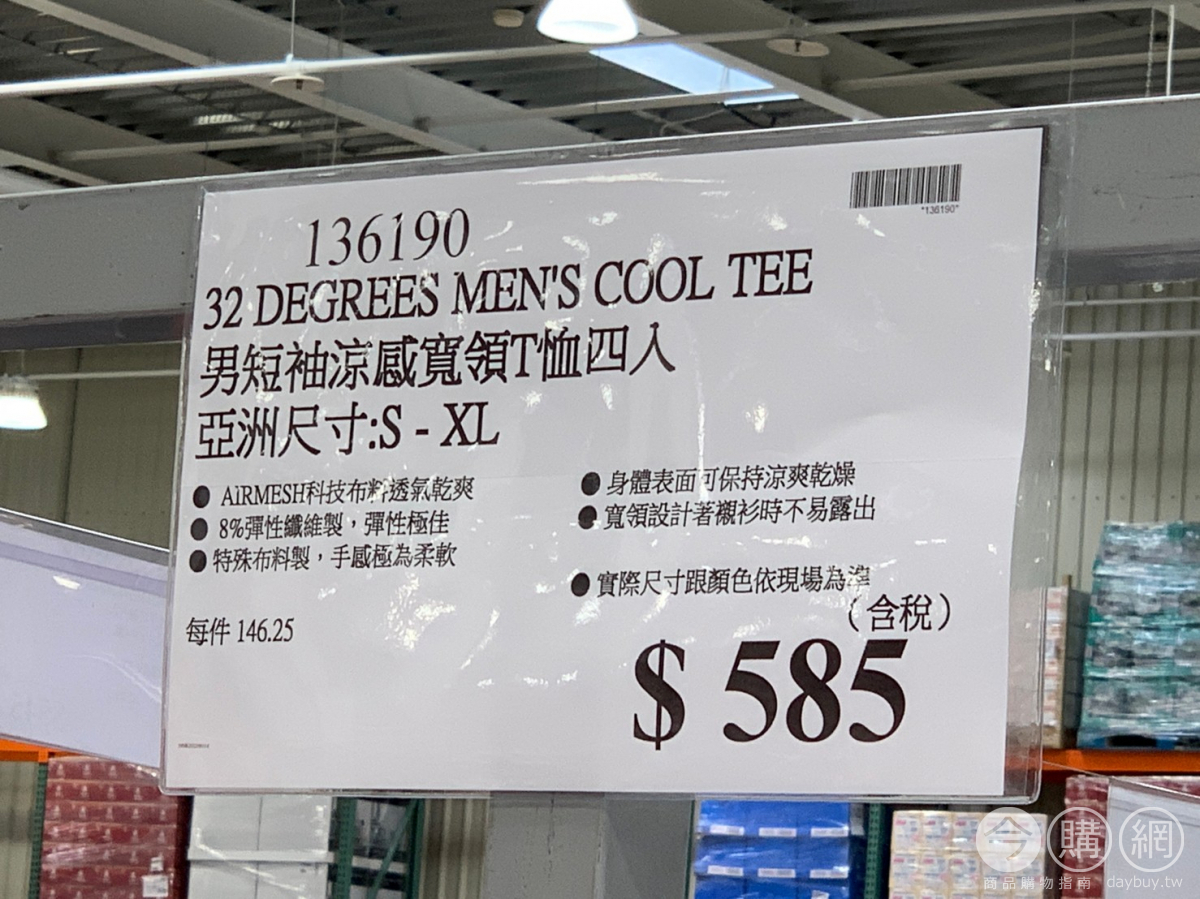 *136190*
136190
32 DEGREES MEN'S COOL TEE
男短袖涼感寬領T恤四入
亞洲尺寸:S - XL
● AiRMESH科技布料透氣乾爽
● 8%彈性纖維製，彈性極佳
● 特殊布料製，手感極為柔軟
● 身體表面可保持涼爽乾燥
● 寬領設計著襯衫時不易露出
● 實際尺寸跟顏色依現場為準
每件 146.25
（含稅）
$ 585
今購網
商品購物指南 daybuy.tw